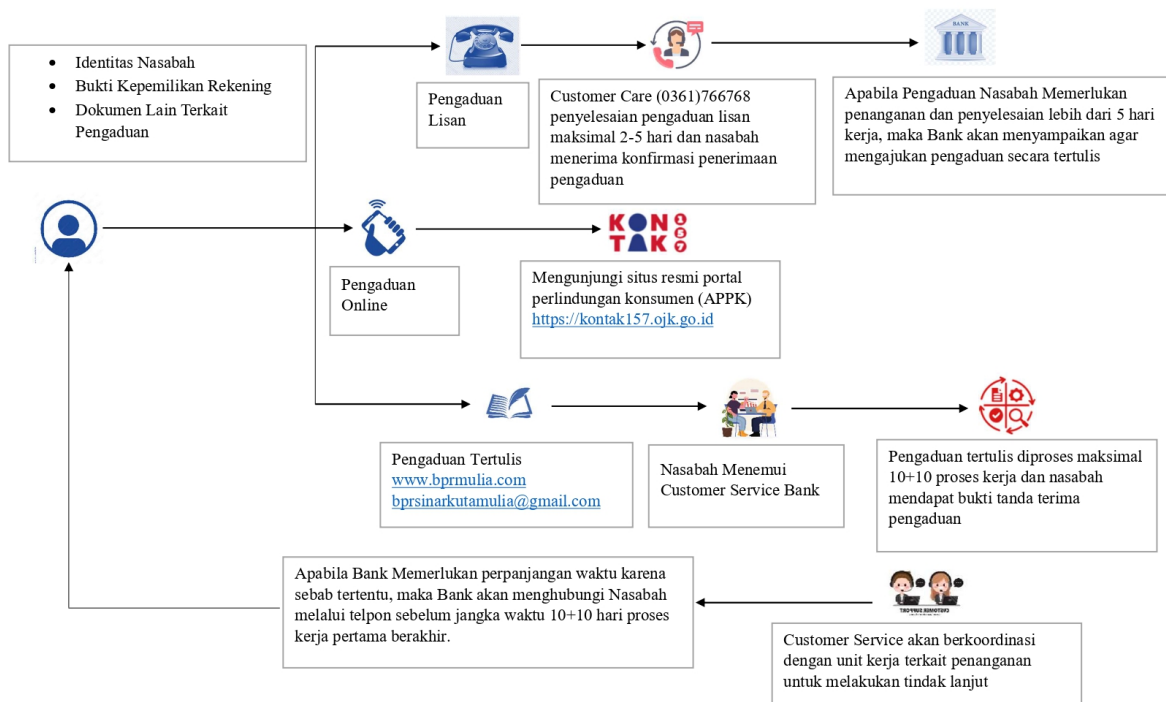 Identitas Nasabah
Bukti Kepemilikan Rekening
Dokumen Lain Terkait
Pengaduan
Pengaduan
Lisan
Customer Care (0361)766768
penyelesaian pengaduan lisan
maksimal 2-5 hari dan nasabah
menerima konfirmasi penerimaan
pengaduan
BANK
Apabila Pengaduan Nasabah Memerlukan
penanganan dan penyelesaian lebih dari 5 hari
kerja, maka Bank akan menyampaikan agar
mengajukan pengaduan secara tertulis
Pengaduan
Online
KONTAK 157
Mengunjungi situs resmi portal
perlindungan konsumen (APPK)
https://kontak157.ojk.go.id
Pengaduan Tertulis
www.bprmulia.com
bprsinarkutamulia@gmail.com
Nasabah Menemui
Customer Service Bank
Pengaduan tertulis diproses maksimal
10+10 proses kerja dan nasabah
mendapat bukti tanda terima
pengaduan
CUSTOMER SUPPORT
Customer Service akan berkoordinasi
dengan unit kerja terkait penanganan
untuk melakukan tindak lanjut
Apabila Bank Memerlukan perpanjangan waktu karena
sebab tertentu, maka Bank akan menghubungi Nasabah
melalui telpon sebelum jangka waktu 10+10 hari proses
kerja pertama berakhir.